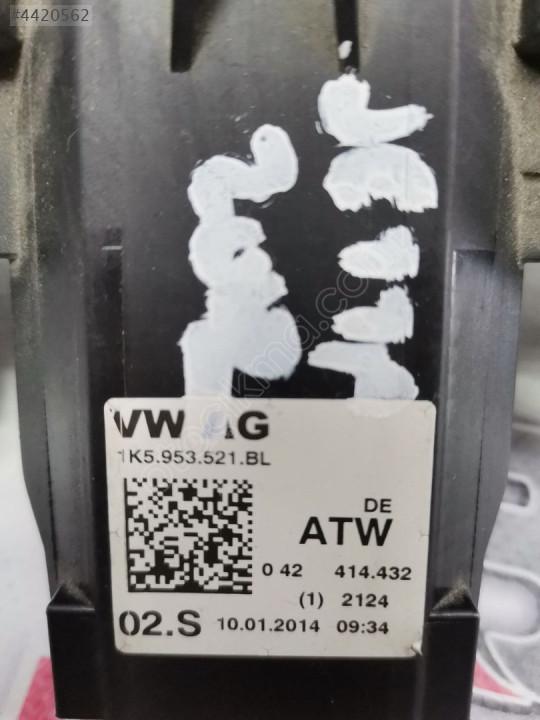 #4420562
VW AG
1K5.953.521.BL
DE
ATW
0 42 414.432
(1) 2124
02.S 10.01.2014 09:34